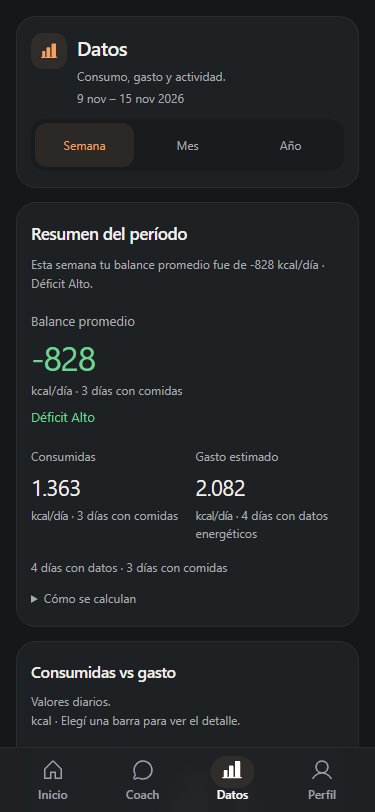 Datos
Consumo, gasto y actividad.
9 nov – 15 nov 2026
Semana Mes Año
Resumen del período
Esta semana tu balance promedio fue de -828 kcal/día ·
Déficit Alto.
Balance promedio
-828
kcal/día · 3 días con comidas
Déficit Alto
Consumidas Gasto estimado
1.363 2.082
kcal/día · 3 días con comidas kcal/día · 4 días con datos
energéticos
4 días con datos · 3 días con comidas
Cómo se calculan
Consumidas vs gasto
Valores diarios.
kcal · Elegí una barra para ver el detalle.
Inicio Coach Datos Perfil